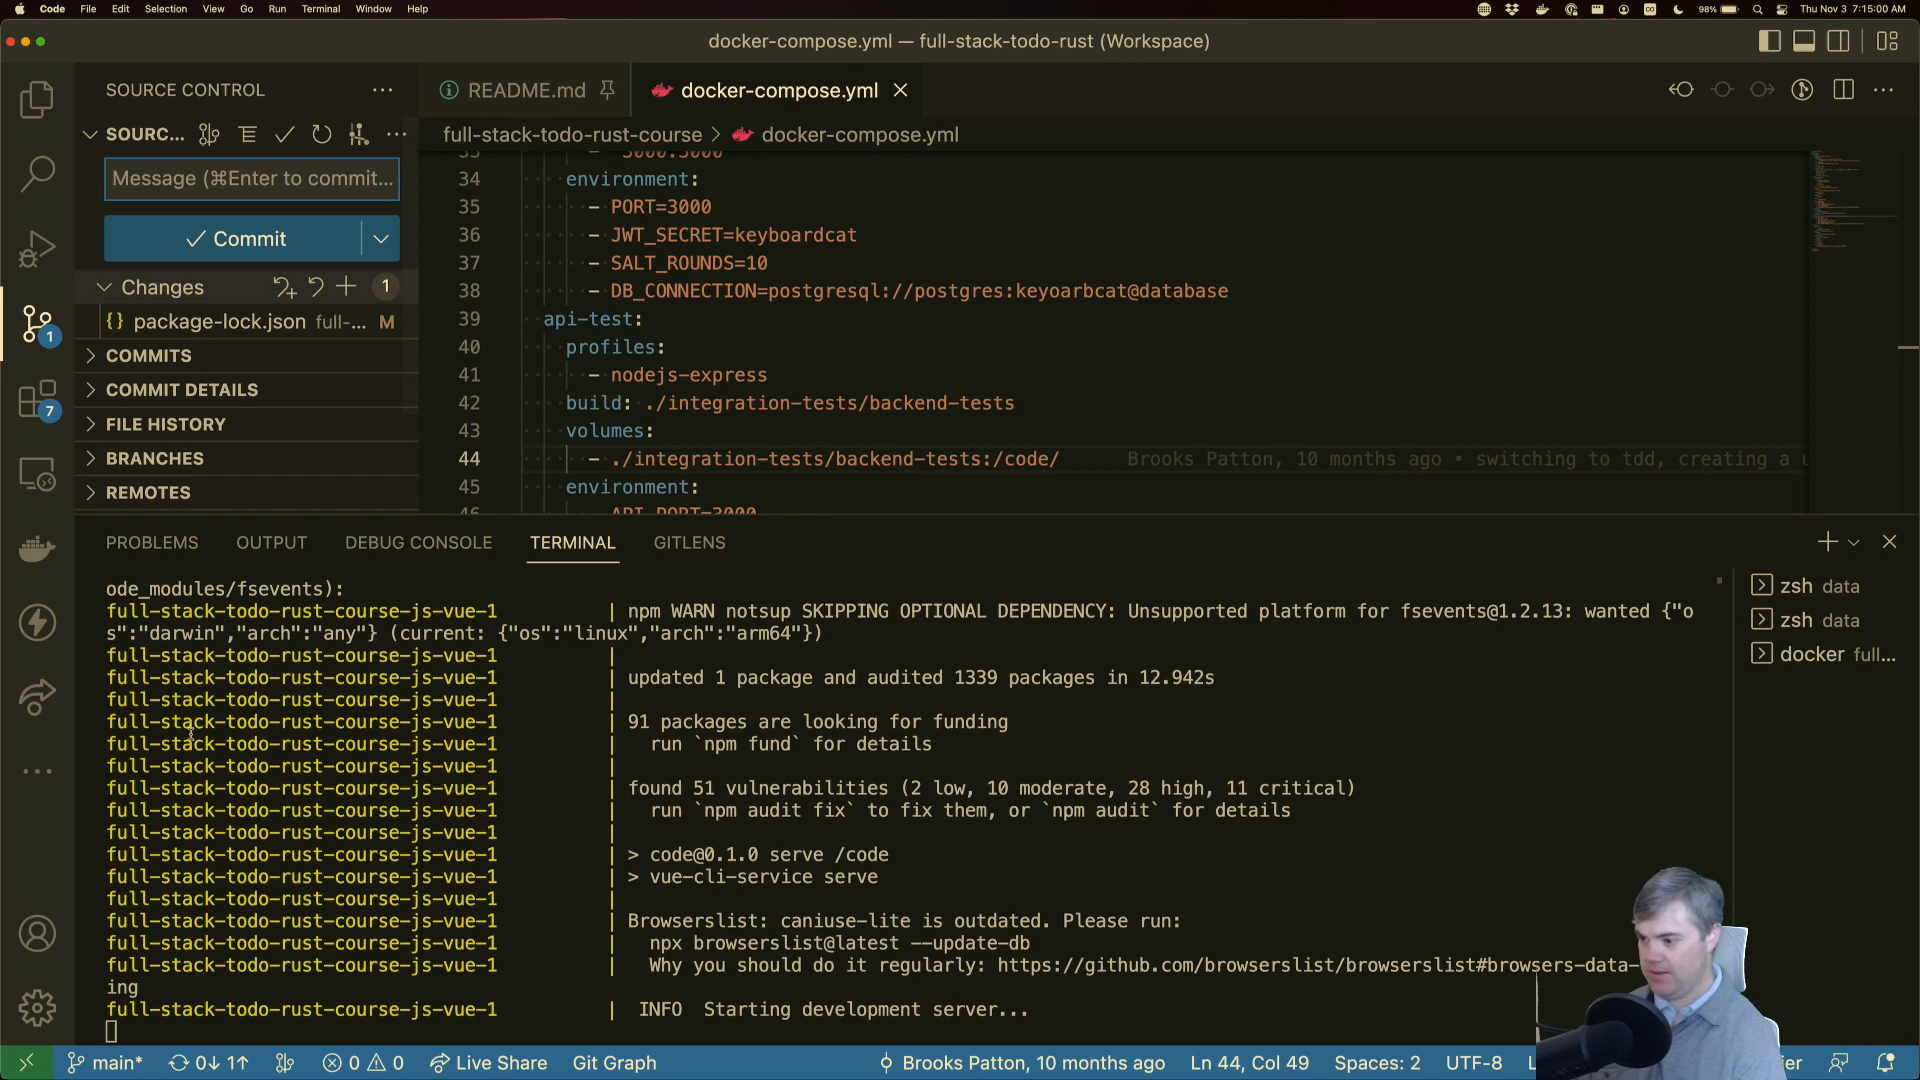 Code File Edit Selection View Go Run Terminal Window Help 98% Thu Nov 3 7:15:00 AM
docker-compose.yml — full-stack-todo-rust (Workspace)
SOURCE CONTROL
README.md docker-compose.yml
SOURC...
full-stack-todo-rust-course > docker-compose.yml
Message (⌘Enter to commit...
Commit
Changes 1
package-lock.json full-... M
COMMITS
COMMIT DETAILS
FILE HISTORY
BRANCHES
REMOTES
1
7
34 environment:
35 - PORT=3000
36 - JWT_SECRET=keyboardcat
37 - SALT_ROUNDS=10
38 - DB_CONNECTION=postgresql://postgres:keyoarbcat@database
39 api-test:
40 profiles:
41 - nodejs-express
42 build: ./integration-tests/backend-tests
43 volumes:
44 - ./integration-tests/backend-tests:/code/ Brooks Patton, 10 months ago • switching to tdd, creating a u
45 environment:
46 API_PORT=3000
PROBLEMS OUTPUT DEBUG CONSOLE TERMINAL GITLENS
zsh data
zsh data
docker full...
ode_modules/fsevents):
full-stack-todo-rust-course-js-vue-1 | npm WARN notsup SKIPPING OPTIONAL DEPENDENCY: Unsupported platform for fsevents@1.2.13: wanted {"o
s":"darwin","arch":"any"} (current: {"os":"linux","arch":"arm64"})
full-stack-todo-rust-course-js-vue-1 |
full-stack-todo-rust-course-js-vue-1 | updated 1 package and audited 1339 packages in 12.942s
full-stack-todo-rust-course-js-vue-1 |
full-stack-todo-rust-course-js-vue-1 | 91 packages are looking for funding
full-stack-todo-rust-course-js-vue-1 | run `npm fund` for details
full-stack-todo-rust-course-js-vue-1 |
full-stack-todo-rust-course-js-vue-1 | found 51 vulnerabilities (2 low, 10 moderate, 28 high, 11 critical)
full-stack-todo-rust-course-js-vue-1 | run `npm audit fix` to fix them, or `npm audit` for details
full-stack-todo-rust-course-js-vue-1 |
full-stack-todo-rust-course-js-vue-1 | > code@0.1.0 serve /code
full-stack-todo-rust-course-js-vue-1 | > vue-cli-service serve
full-stack-todo-rust-course-js-vue-1 |
full-stack-todo-rust-course-js-vue-1 | Browserslist: caniuse-lite is outdated. Please run:
full-stack-todo-rust-course-js-vue-1 | npx browserslist@latest --update-db
full-stack-todo-rust-course-js-vue-1 | Why you should do it regularly: https://github.com/browserslist/browserslist#browsers-data-
ing
full-stack-todo-rust-course-js-vue-1 | INFO Starting development server...
main* 0↓ 1↑ 0 0 Live Share Git Graph Brooks Patton, 10 months ago Ln 44, Col 49 Spaces: 2 UTF-8